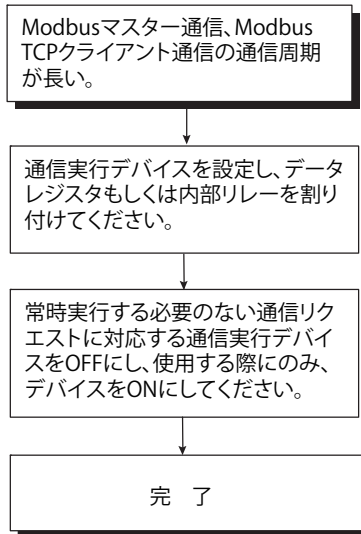 Modbusマスター通信、Modbus
TCPクライアント通信の通信周期
が長い。
通信実行デバイスを設定し、データ
レジスタもしくは内部リレーを割り
付けてください。
常時実行する必要のない通信リク
エストに対応する通信実行デバイ
スをOFFにし、使用する際にのみ、
デバイスをONにしてください。
完 了